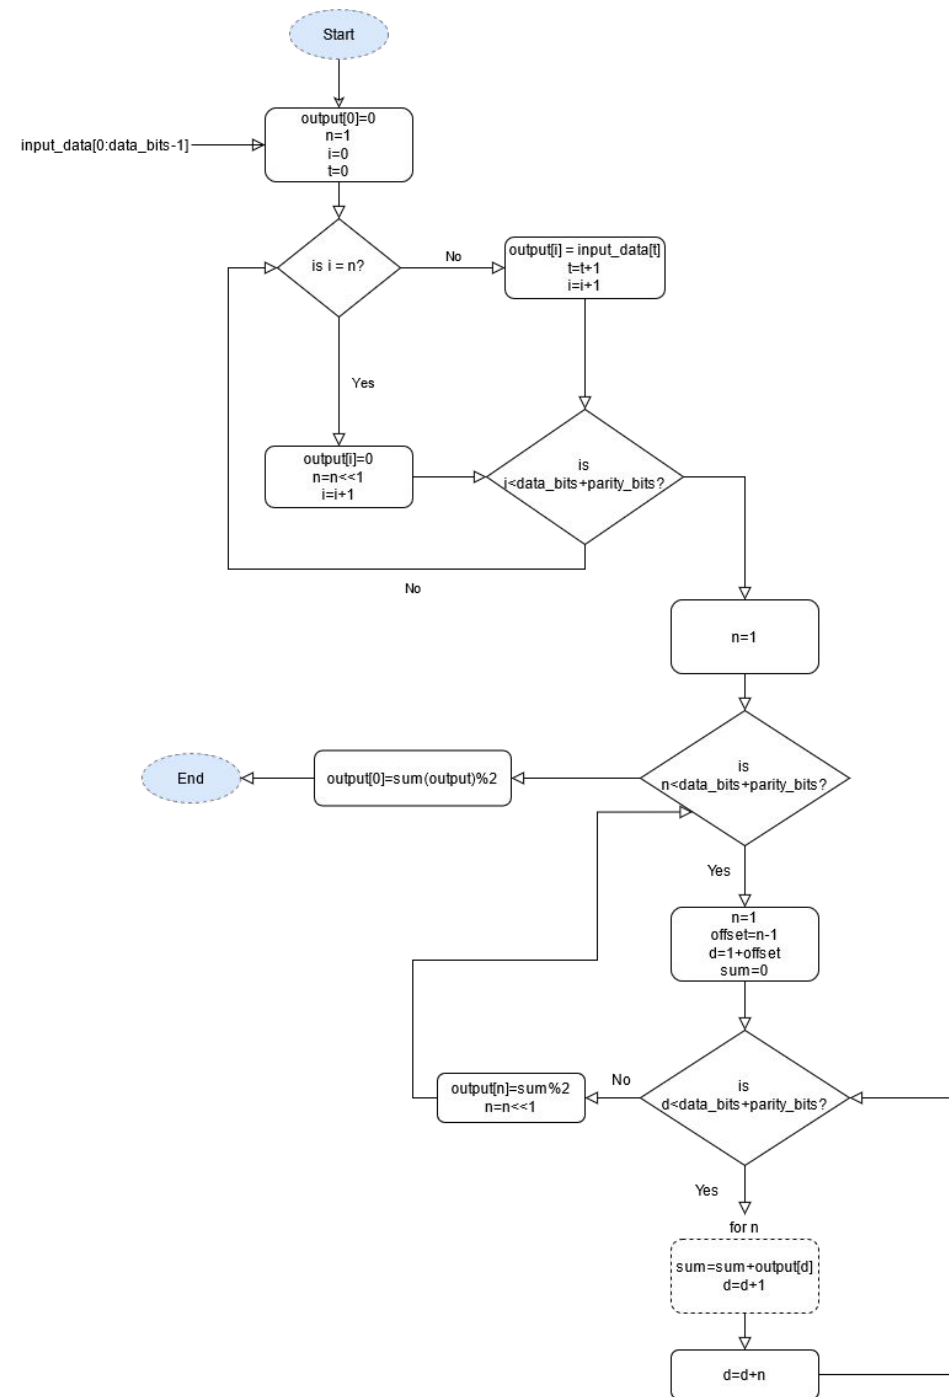 Start
output[0]=0
n=1
i=0
t=0
input_data[0:data_bits-1]
is i = n?
No
output[i] = input_data[t]
t=t+1
i=i+1
Yes
output[i]=0
n=n<<1
i=i+1
is
i<data_bits+parity_bits?
No
n=1
is
n<data_bits+parity_bits?
output[0]=sum(output)%2
End
Yes
n=1
offset=n-1
d=1+offset
sum=0
is
d<data_bits+parity_bits?
No
output[n]=sum%2
n=n<<1
Yes
for n
sum=sum+output[d]
d=d+1
d=d+n